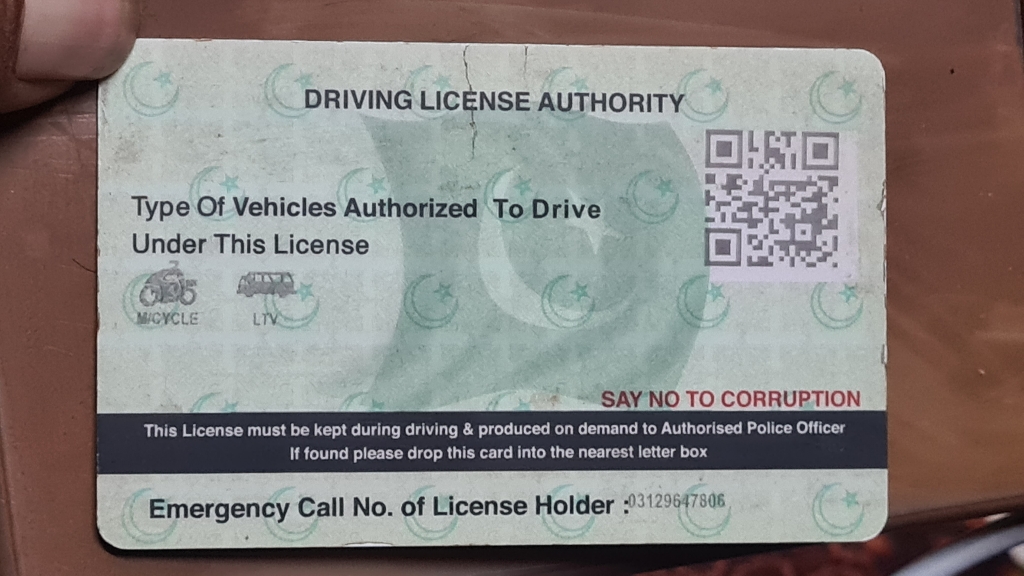 DRIVING LICENSE AUTHORITY
Type Of Vehicles Authorized To Drive
Under This License
M/CYCLE LTV
SAY NO TO CORRUPTION
This License must be kept during driving & produced on demand to Authorised Police Officer
If found please drop this card into the nearest letter box
Emergency Call No. of License Holder :03129647806